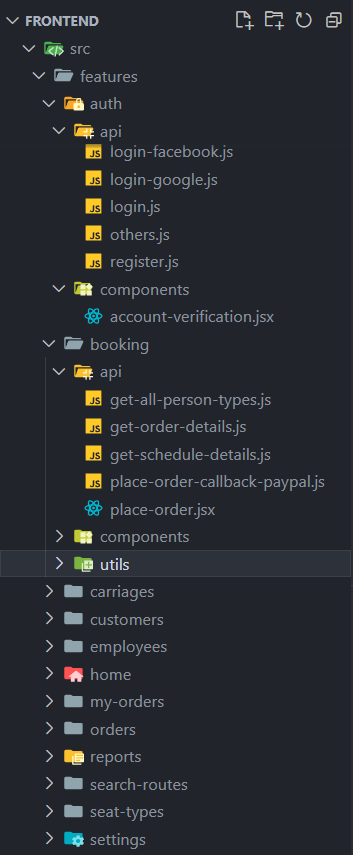 FRONTEND
src
features
auth
api
login-facebook.js
login-google.js
login.js
others.js
register.js
components
account-verification.jsx
booking
api
get-all-person-types.js
get-order-details.js
get-schedule-details.js
place-order-callback-paypal.js
place-order.jsx
components
utils
carriages
customers
employees
home
my-orders
orders
reports
search-routes
seat-types
settings